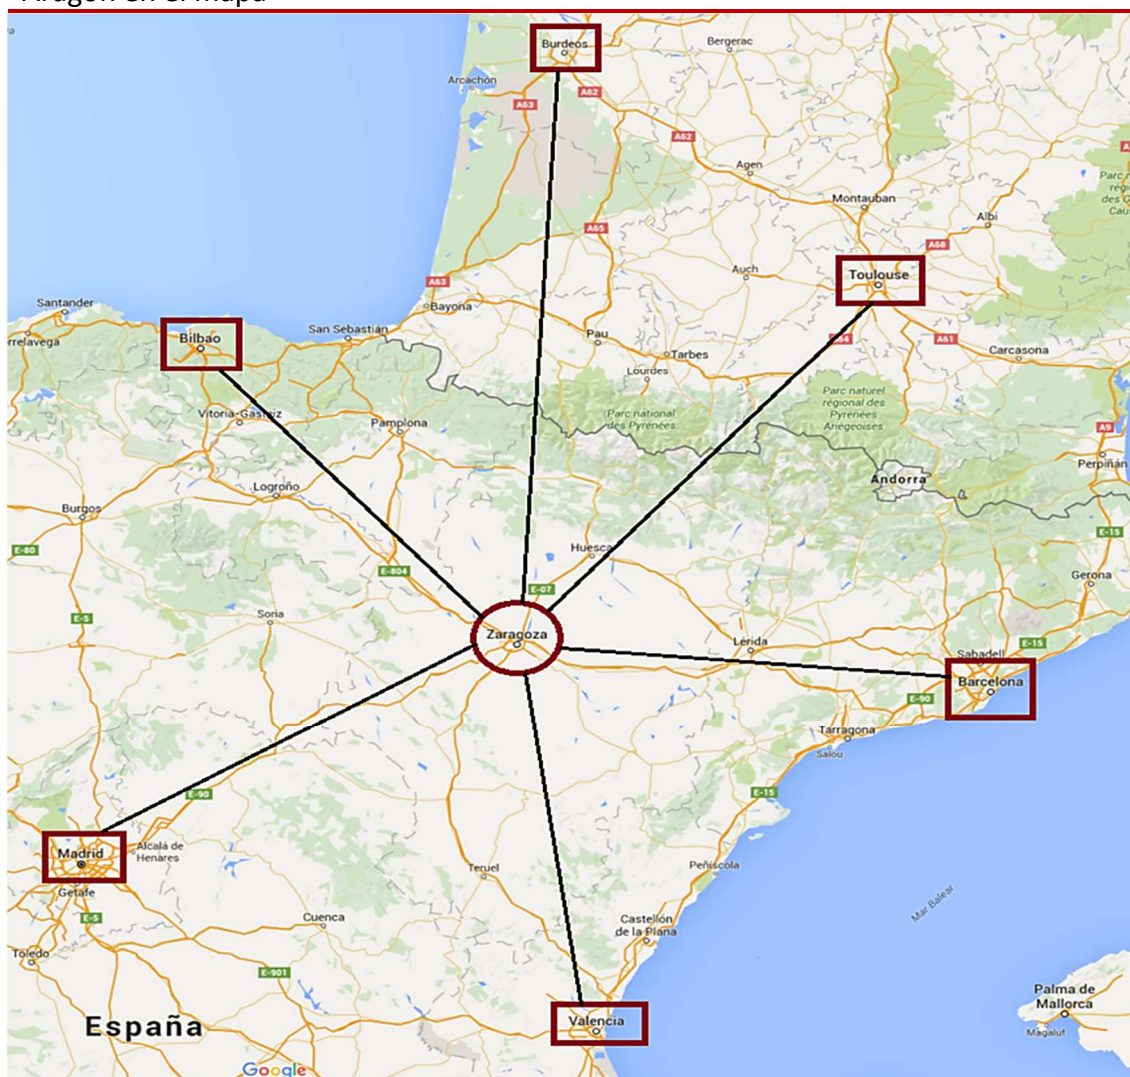 Aragón en el mapa
Burdeos
Bergerac
Arcachón
A62
A63
A62
Agen
Montauban
Albi
A65
A68
Auch
Toulouse
A63
Bayona
Santander
Bilbao
San Sebastián
Pau
Tarbes
Lourdes
A64
A61
Carcasona
Parc naturel
régional des
Pyrénées
Ariégeoises
Parc national
des Pyrénées
Vitoria-Gasteiz
Pamplona
A9
Perpiñán
Andorra
Logroño
Burgos
E-80
E-15
Huesca
E-804
E-07
Gerona
E-5
Soria
Zaragoza
Lérida
E-15
Sabadell
Barcelona
E-90
Tarragona
Salou
E-90
E-15
Madrid
Alcalá de
Henares
Getafe
Teruel
Peñíscola
E-5
Cuenca
Castellón
de la Plana
Mar Balear
Toledo
E-901
Valencia
Palma de
Mallorca
Magaluf
España
Google